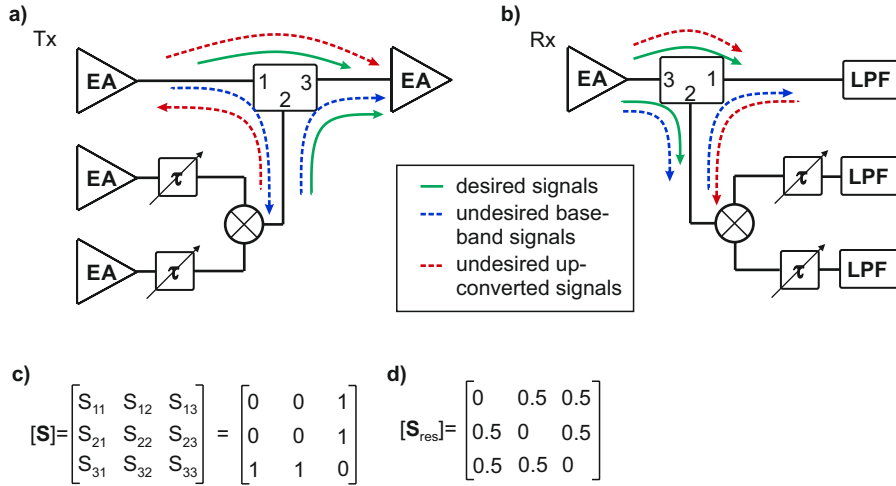 a)
Tx
EA
1
2
3
EA
EA
τ
EA
τ
b)
Rx
EA
3
2
1
LPF
τ
LPF
τ
LPF
desired signals
undesired base-
band signals
undesired up-
converted signals
c)
[S]= [S11 S12 S13 S21 S22 S23 S31 S32 S33] = [0 0 1 0 0 1 1 1 0]
d)
[Sres]= [0 0.5 0.5 0.5 0 0.5 0.5 0.5 0]